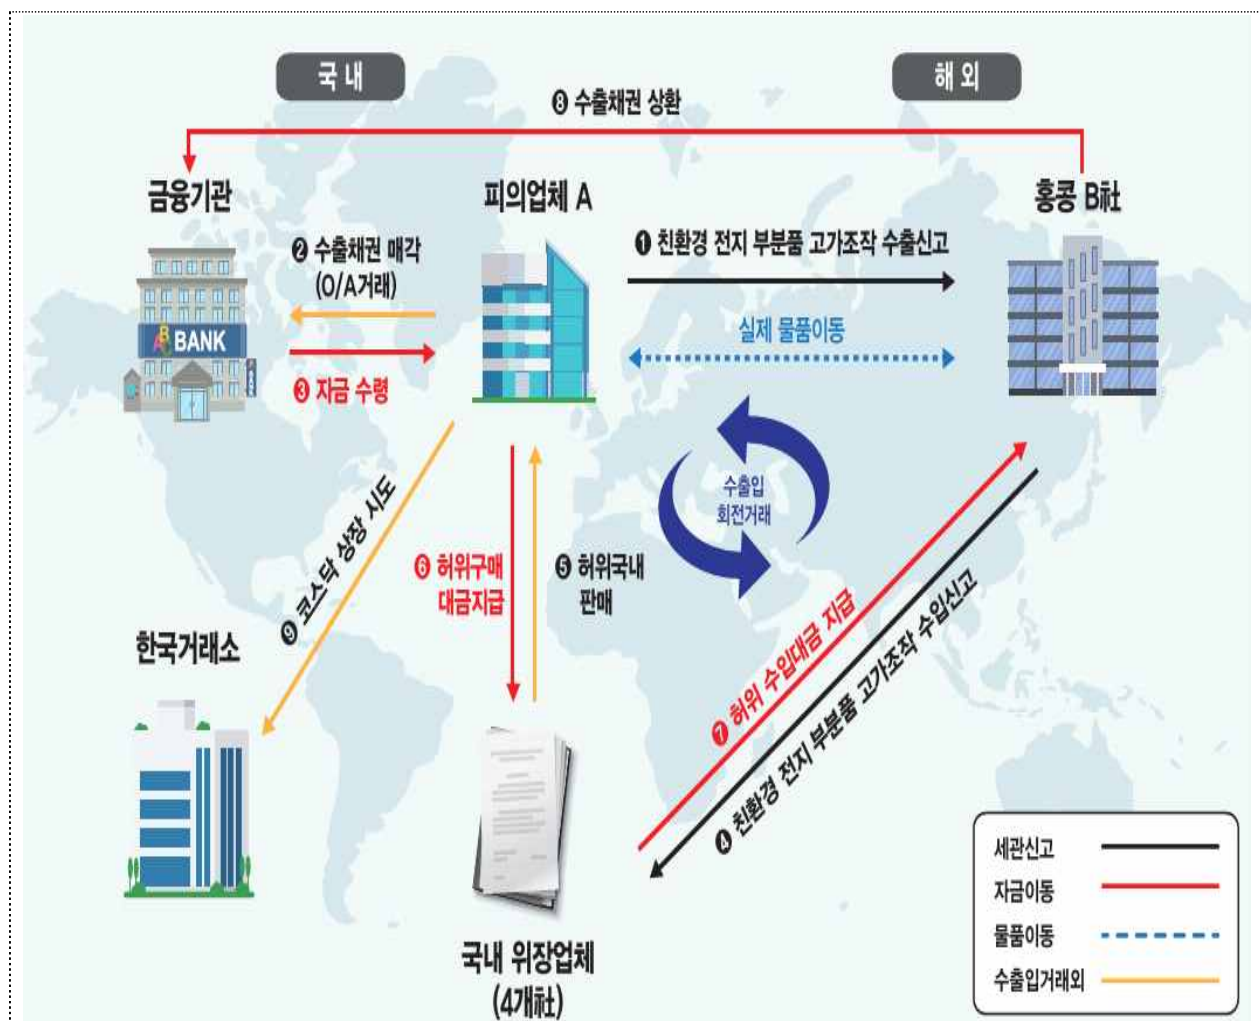 국 내
해 외
❽ 수출채권 상환
금융기관
피의업체 A
홍콩 B社
❷ 수출채권 매각
(O/A거래)
❶ 친환경 전지 부분품 고가조작 수출신고
BANK
실제 물품이동
❸ 자금 수령
수출입
회전거래
❾ 코스닥 상장 시도
❻ 허위구매
대금지급
❺ 허위국내
판매
한국거래소
❼ 허위 수입대금 지급
❹ 친환경 전지 부분품 고가조작 수입신고
국내 위장업체
(4개社)
세관신고
자금이동
물품이동
수출입거래외